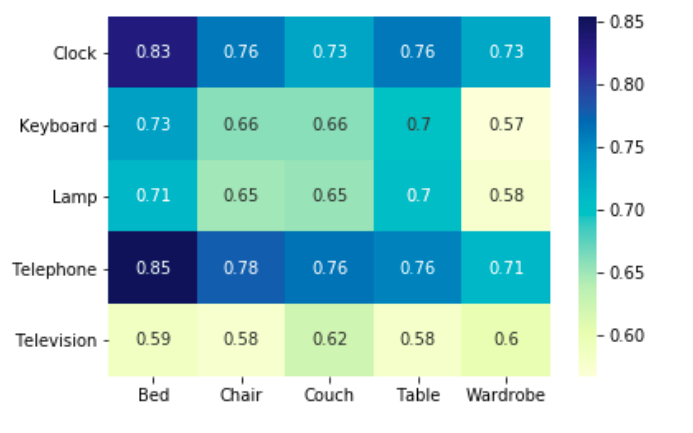 Clock 0.83 0.76 0.73 0.76 0.73
Keyboard 0.73 0.66 0.66 0.7 0.57
Lamp 0.71 0.65 0.65 0.7 0.58
Telephone 0.85 0.78 0.76 0.76 0.71
Television 0.59 0.58 0.62 0.58 0.6
Bed Chair Couch Table Wardrobe
0.85
0.80
0.75
0.70
0.65
0.60